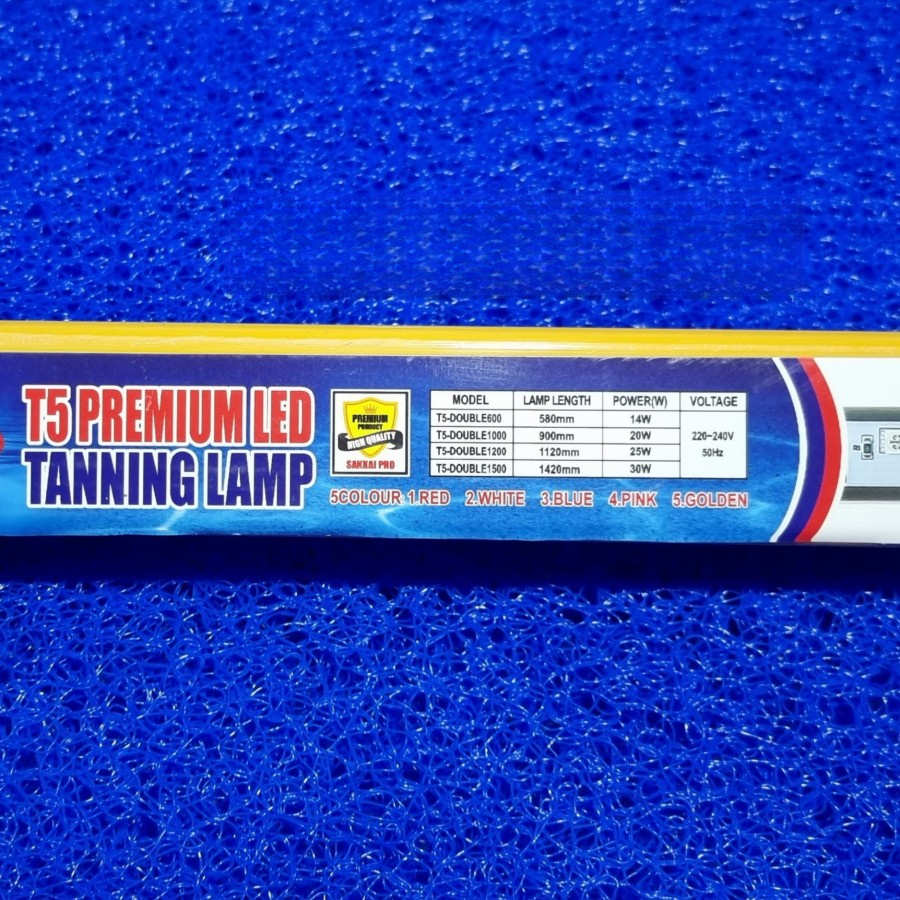 T5 PREMIUM LED
TANNING LAMP
PREMIUM
PRODUCT
HIGH QUALITY
SAKKAI PRO
MODEL LAMP LENGTH POWER(W) VOLTAGE
T5-DOUBLE600 580mm 14W
T5-DOUBLE1000 900mm 20W
T5-DOUBLE1200 1120mm 25W
T5-DOUBLE1500 1420mm 30W
220-240V
50Hz
5COLOUR 1.RED 2.WHITE 3.BLUE 4.PINK 5.GOLDEN